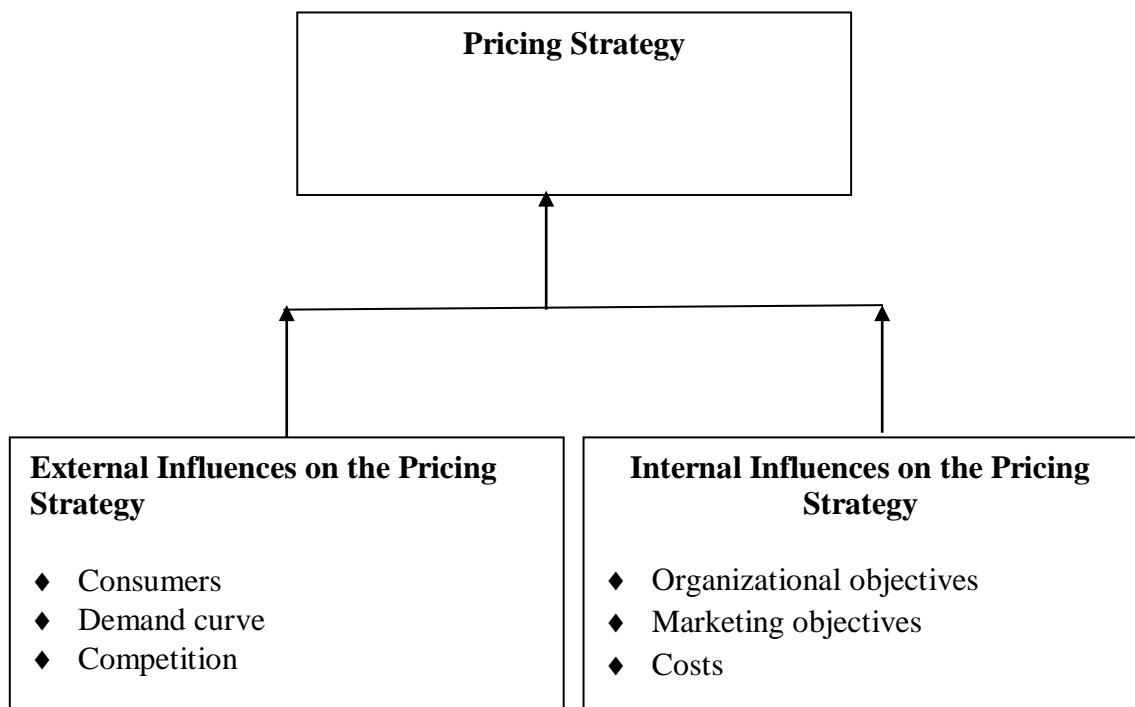 Pricing Strategy
External Influences on the Pricing
Strategy
♦ Consumers
♦ Demand curve
♦ Competition
Internal Influences on the Pricing
Strategy
♦ Organizational objectives
♦ Marketing objectives
♦ Costs